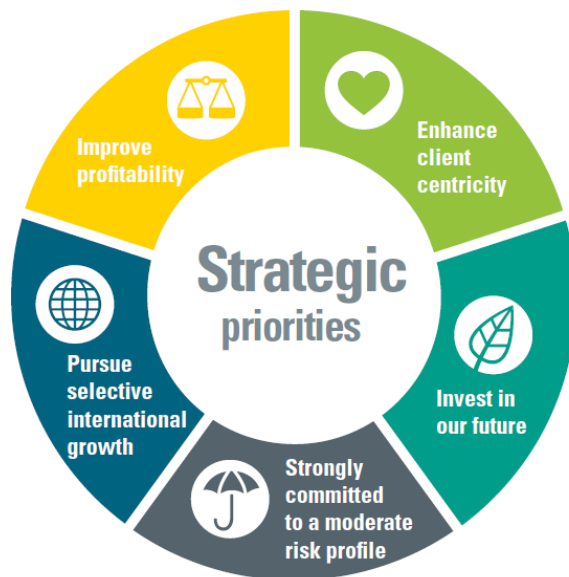 Strategic
priorities
Enhance
client
centricity
Invest in
our future
Strongly
committed
to a moderate
risk profile
Pursue
selective
international
growth
Improve
profitability